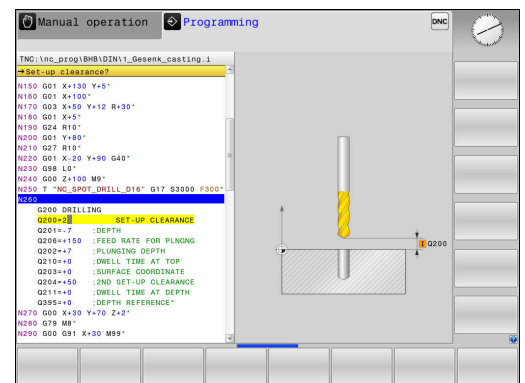 Manual operation
Programming
DNC
TNC:\nc_prog\BHB\DIN\1_Gesenk_casting.i
→Set-up clearance?
N150 G01 X+130 Y+5*
N160 G01 X+100*
N170 G03 X+50 Y+12 R+30*
N180 G01 X+5*
N190 G24 R10*
N200 G01 Y+80*
N210 G27 R10*
N220 G01 X-20 Y+90 G40*
N230 G98 L0*
N240 G00 Z+100 M9*
N250 T "NC_SPOT_DRILL_D16" G17 S3000 F300*
N260
G200 DRILLING
Q200=2 SET-UP CLEARANCE
Q201=-7 ;DEPTH
Q206=+150 ;FEED RATE FOR PLNGNG
Q202=+7 ;PLUNGING DEPTH
Q210=+0 ;DWELL TIME AT TOP
Q203=+0 ;SURFACE COORDINATE
Q204=+50 ;2ND SET-UP CLEARANCE
Q211=+0 ;DWELL TIME AT DEPTH
Q395=+0 ;DEPTH REFERENCE*
N270 G00 X+30 Y+70 Z+2*
N280 G79 M8*
N290 G00 G91 X+30 M99*
I Q200